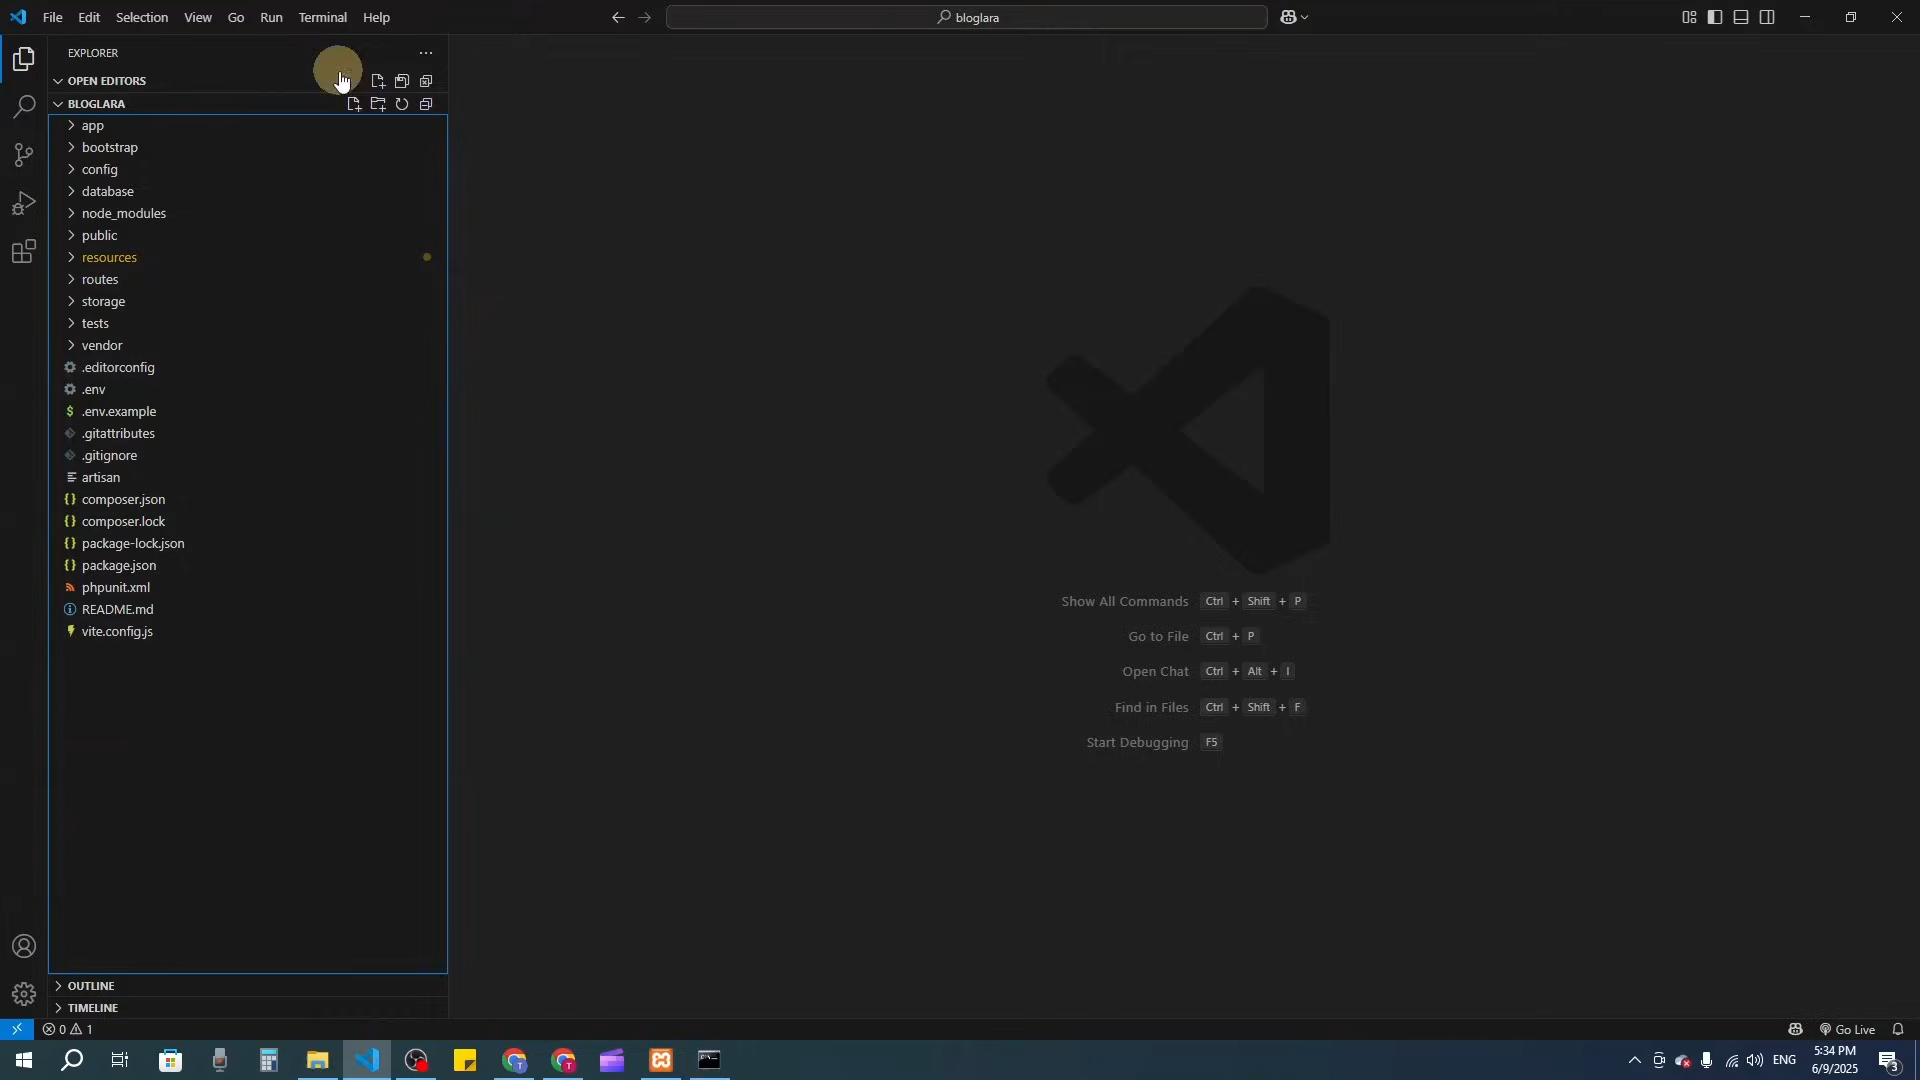 File Edit Selection View Go Run Terminal Help
bloglara
EXPLORER
OPEN EDITORS
BLOGLARA
app
bootstrap
config
database
node_modules
public
resources
routes
storage
tests
vendor
.editorconfig
.env
$ .env.example
.gitattributes
.gitignore
artisan
{} composer.json
{} composer.lock
{} package-lock.json
{} package.json
phpunit.xml
README.md
vite.config.js
Show All Commands Ctrl + Shift + P
Go to File Ctrl + P
Open Chat Ctrl + Alt + I
Find in Files Ctrl + Shift + F
Start Debugging F5
OUTLINE
TIMELINE
0 1
Go Live
ENG
5:34 PM
6/9/2025
3